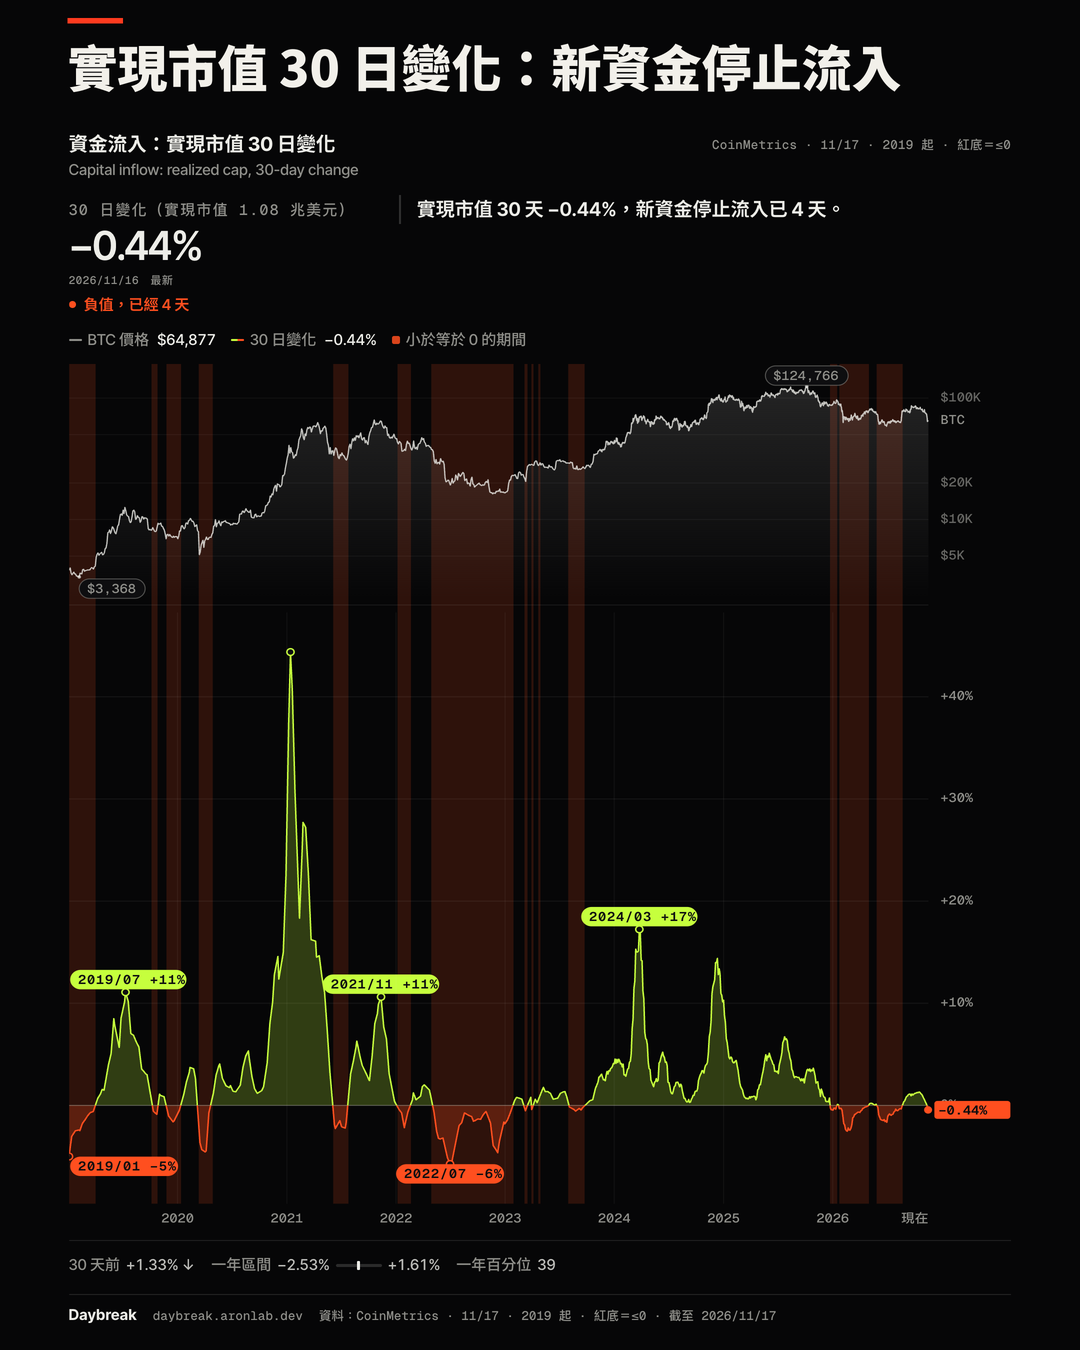 實現市值 30 日變化：新資金停止流入
資金流入：實現市值 30 日變化
CoinMetrics · 11/17 · 2019 起 · 紅底＝≤0
Capital inflow: realized cap, 30-day change
30 日變化 (實現市值 1.08 兆美元)
實現市值 30 天 −0.44%，新資金停止流入已 4 天。
−0.44%
2026/11/16 最新
負值，已經 4 天
BTC 價格 $64,877 30 日變化 −0.44% 小於等於 0 的期間
$124,766
$100K
BTC
$20K
$10K
$5K
$3,368
+40%
+30%
+20%
2024/03 +17%
2019/07 +11%
2021/11 +11%
+10%
−0.44%
2019/01 −5%
2022/07 −6%
2020 2021 2022 2023 2024 2025 2026 現在
30 天前 +1.33% ↓ 一年區間 −2.53% +1.61% 一年百分位 39
Daybreak daybreak.aronlab.dev 資料：CoinMetrics · 11/17 · 2019 起 · 紅底＝≤0 · 截至 2026/11/17